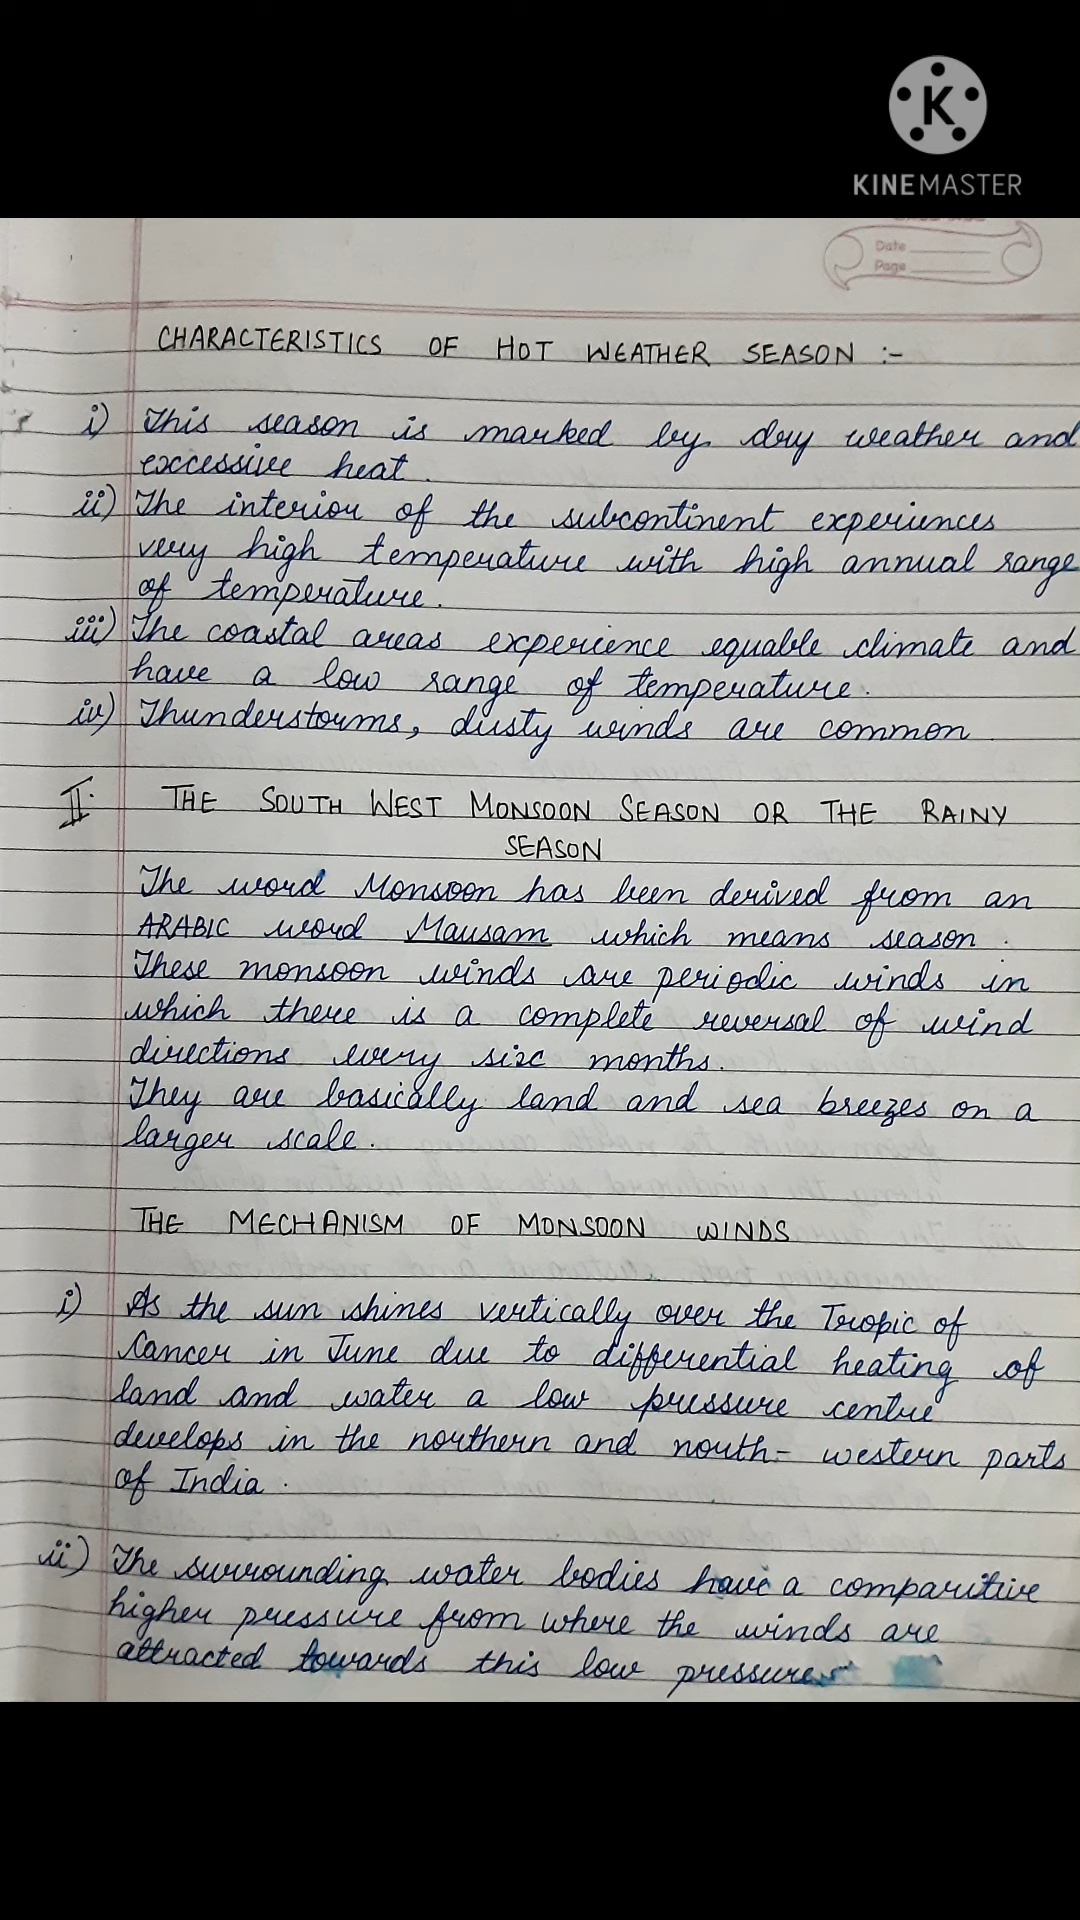 KINEMASTER
Date
Page
CHARACTERISTICS OF HOT WEATHER SEASON :-
i) This season is marked by dry weather and
excessive heat.
ii) The interior of the subcontinent experiences
very high temperature with high annual range
of temperature.
iii) The coastal areas experience equable climate and
have a low range of temperature.
iv) Thunderstorms, dusty winds are common
II. THE SOUTH WEST MONSOON SEASON OR THE RAINY
SEASON
The word Monsoon has been derived from an
ARABIC word Mausam which means season.
These monsoon winds are periodic winds in
which there is a complete reversal of wind
directions every six months.
They are basically land and sea breezes on a
larger scale.
THE MECHANISM OF MONSOON WINDS
i) As the sun shines vertically over the Tropic of
Cancer in June due to differential heating of
land and water a low pressure centre
develops in the northern and north-western parts
of India.
ii) The surrounding water bodies have a comparitive
higher pressure from where the winds are
attracted towards this low pressure